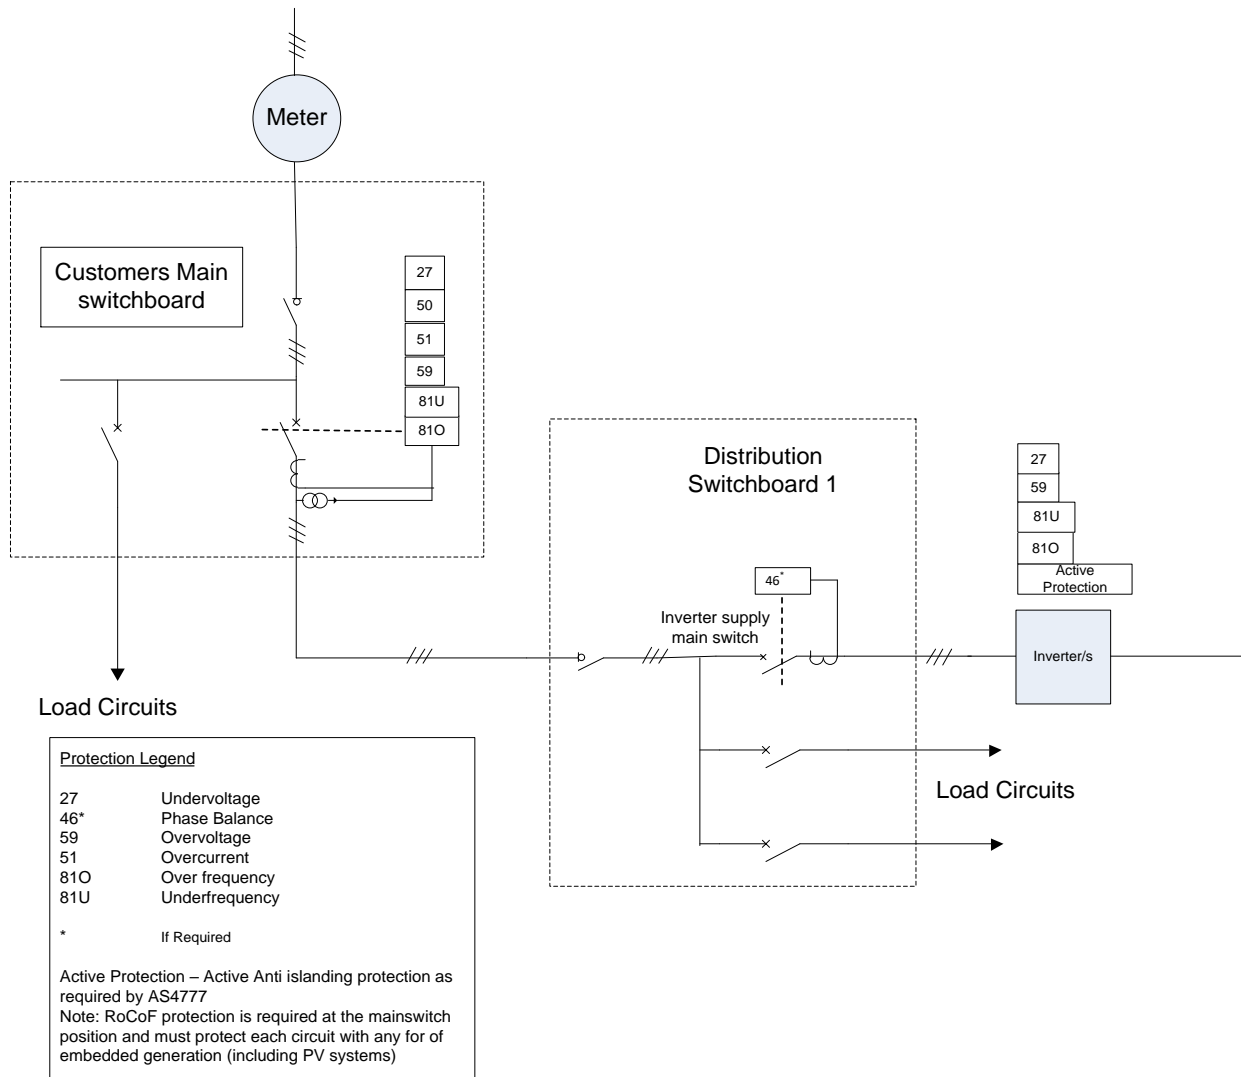 Meter
Customers Main
switchboard
27
50
51
59
81U
81O
Distribution
Switchboard 1
27
59
81U
81O
Active
Protection
46*
Inverter supply
main switch
Inverter/s
Load Circuits
Load Circuits
Protection Legend
27 Undervoltage
46* Phase Balance
59 Overvoltage
51 Overcurrent
81O Over frequency
81U Underfrequency
* If Required
Active Protection – Active Anti islanding protection as
required by AS4777
Note: RoCoF protection is required at the mainswitch
position and must protect each circuit with any for of
embedded generation (including PV systems)